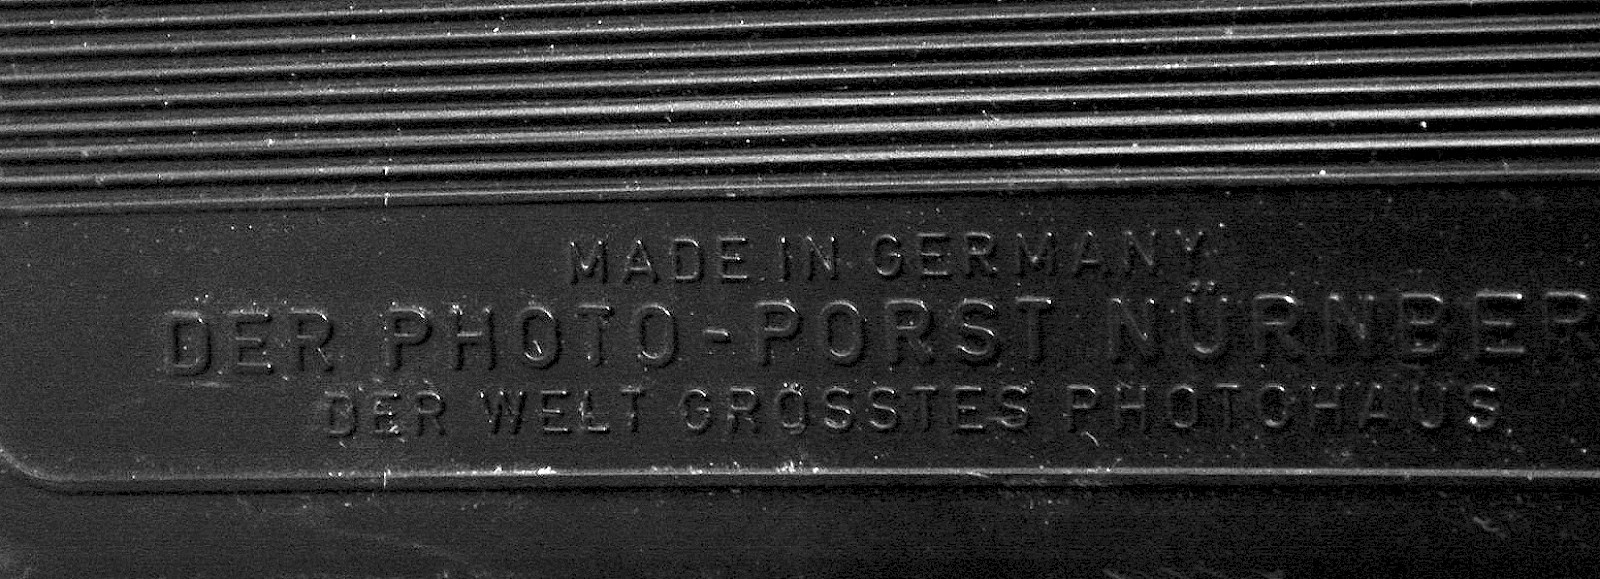 MADE IN GERMANY
DER PHOTO-PORST NÜRNBER
DER WELT GRÖSSTES PHOTOHAUS